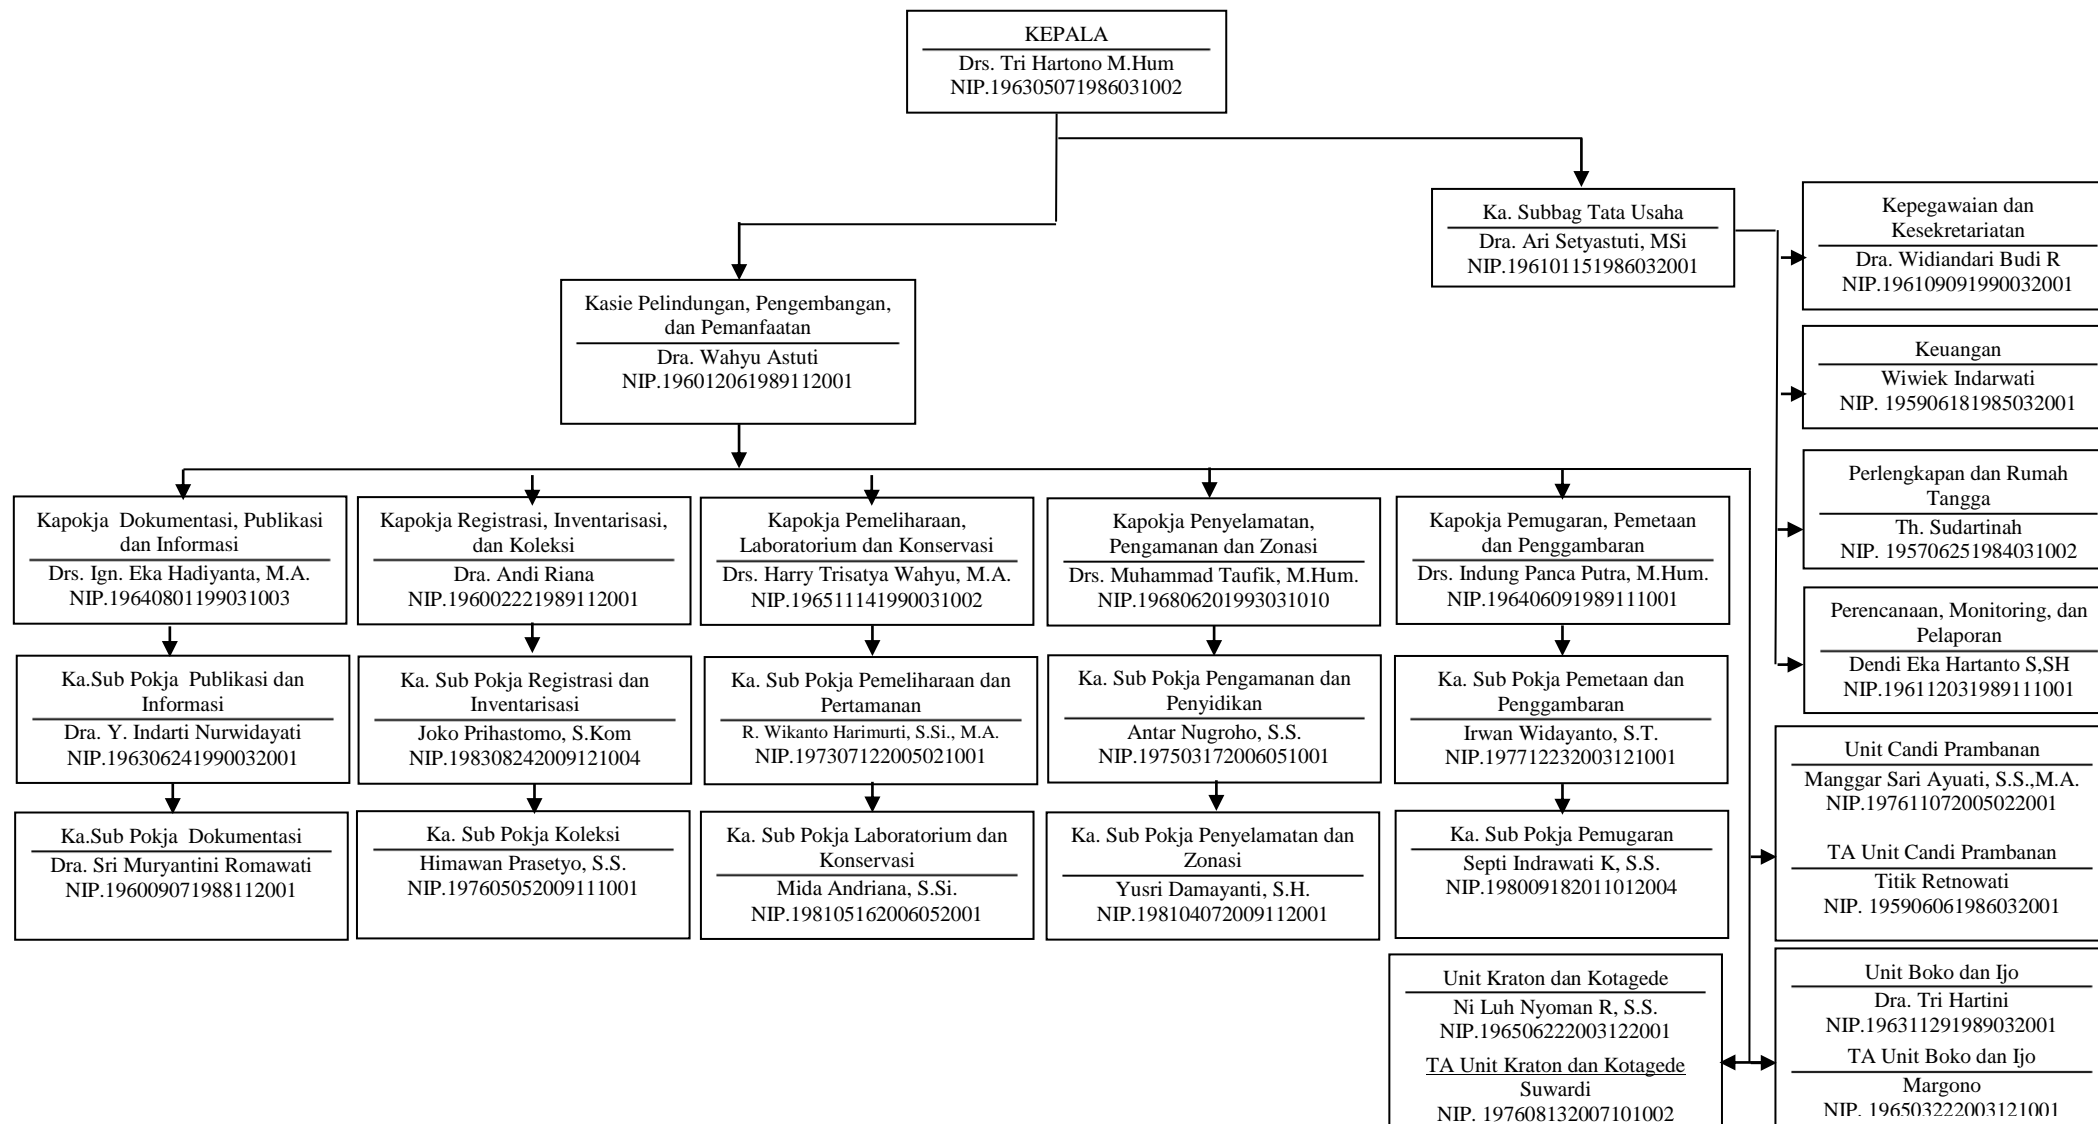 KEPALA
Drs. Tri Hartono M.Hum
NIP.196305071986031002
Ka. Subbag Tata Usaha
Dra. Ari Setyastuti, MSi
NIP.196101151986032001
Kepegawaian dan
Kesekretariatan
Dra. Widiandari Budi R
NIP.196109091990032001
Keuangan
Wiwiek Indarwati
NIP. 195906181985032001
Perlengkapan dan Rumah
Tangga
Th. Sudartinah
NIP. 195706251984031002
Perencanaan, Monitoring, dan
Pelaporan
Dendi Eka Hartanto S,SH
NIP.196112031989111001
Kasie Pelindungan, Pengembangan,
dan Pemanfaatan
Dra. Wahyu Astuti
NIP.196012061989112001
Kapokja  Dokumentasi, Publikasi
dan Informasi
Drs. Ign. Eka Hadiyanta, M.A.
NIP.19640801199031003
Ka.Sub Pokja  Publikasi dan
Informasi
Dra. Y. Indarti Nurwidayati
NIP.196306241990032001
Ka.Sub Pokja  Dokumentasi
Dra. Sri Muryantini Romawati
NIP.196009071988112001
Kapokja Registrasi, Inventarisasi,
dan Koleksi
Dra. Andi Riana
NIP.196002221989112001
Ka. Sub Pokja Registrasi dan
Inventarisasi
Joko Prihastomo, S.Kom
NIP.198308242009121004
Ka. Sub Pokja Koleksi
Himawan Prasetyo, S.S.
NIP.197605052009111001
Kapokja Pemeliharaan,
Laboratorium dan Konservasi
Drs. Harry Trisatya Wahyu, M.A.
NIP.196511141990031002
Ka. Sub Pokja Pemeliharaan dan
Pertamanan
R. Wikanto Harimurti, S.Si., M.A.
NIP.197307122005021001
Ka. Sub Pokja Laboratorium dan
Konservasi
Mida Andriana, S.Si.
NIP.198105162006052001
Kapokja Penyelamatan,
Pengamanan dan Zonasi
Drs. Muhammad Taufik, M.Hum.
NIP.196806201993031010
Ka. Sub Pokja Pengamanan dan
Penyidikan
Antar Nugroho, S.S.
NIP.197503172006051001
Ka. Sub Pokja Penyelamatan dan
Zonasi
Yusri Damayanti, S.H.
NIP.198104072009112001
Kapokja Pemugaran, Pemetaan
dan Penggambaran
Drs. Indung Panca Putra, M.Hum.
NIP.196406091989111001
Ka. Sub Pokja Pemetaan dan
Penggambaran
Irwan Widayanto, S.T.
NIP.197712232003121001
Ka. Sub Pokja Pemugaran
Septi Indrawati K, S.S.
NIP.198009182011012004
Unit Candi Prambanan
Manggar Sari Ayuati, S.S.,M.A.
NIP.197611072005022001
TA Unit Candi Prambanan
Titik Retnowati
NIP. 195906061986032001
Unit Kraton dan Kotagede
Ni Luh Nyoman R, S.S.
NIP.196506222003122001
TA Unit Kraton dan Kotagede
Suwardi
NIP. 197608132007101002
Unit Boko dan Ijo
Dra. Tri Hartini
NIP.196311291989032001
TA Unit Boko dan Ijo
Margono
NIP. 196503222003121001